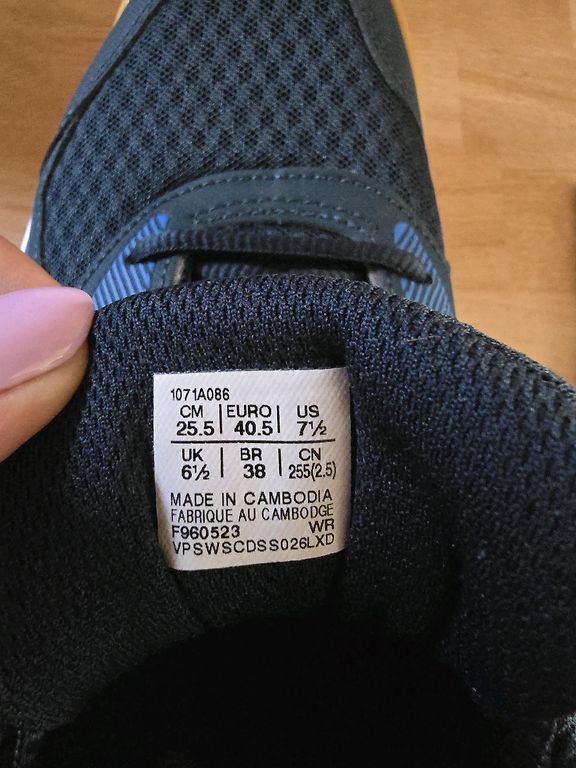 1071A086
CM | EURO | US
25.5 | 40.5 | 7½
UK | BR | CN
6½ | 38 | 255(2.5)
MADE IN CAMBODIA
FABRIQUE AU CAMBODGE
F960523 WR
VPSWSCDSS026LXD